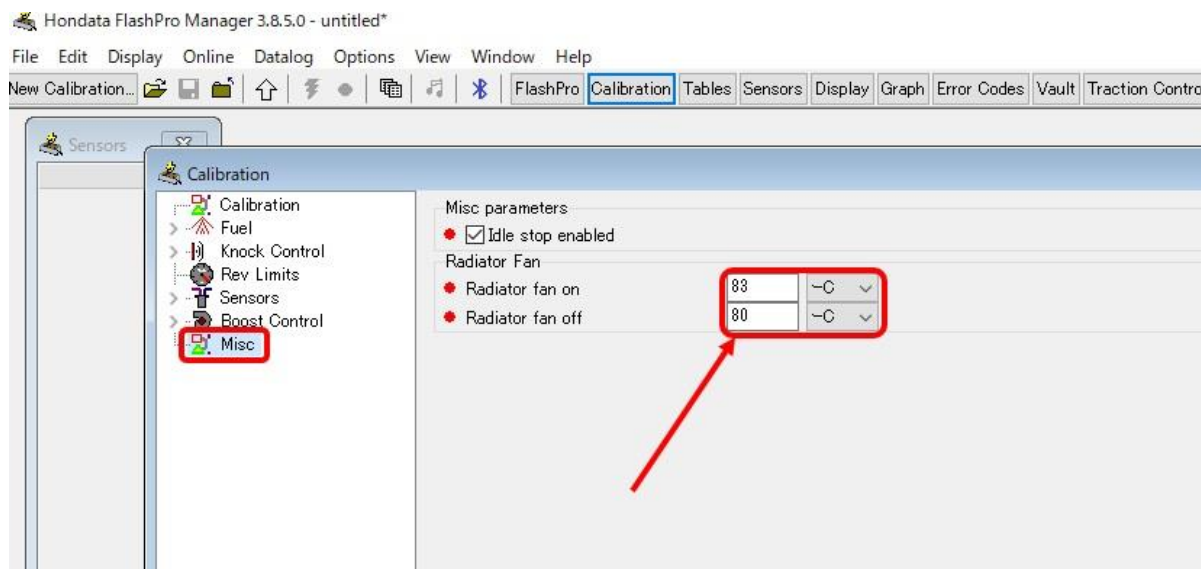 Hondata FlashPro Manager 3.8.5.0 - untitled*
File Edit Display Online Datalog Options View Window Help
New Calibration... FlashPro Calibration Tables Sensors Display Graph Error Codes Vault Traction Contro
Sensors
Calibration
Calibration
Fuel
Knock Control
Rev Limits
Sensors
Boost Control
Misc
Misc parameters
Idle stop enabled
Radiator Fan
Radiator fan on 83 ~C
Radiator fan off 80 ~C